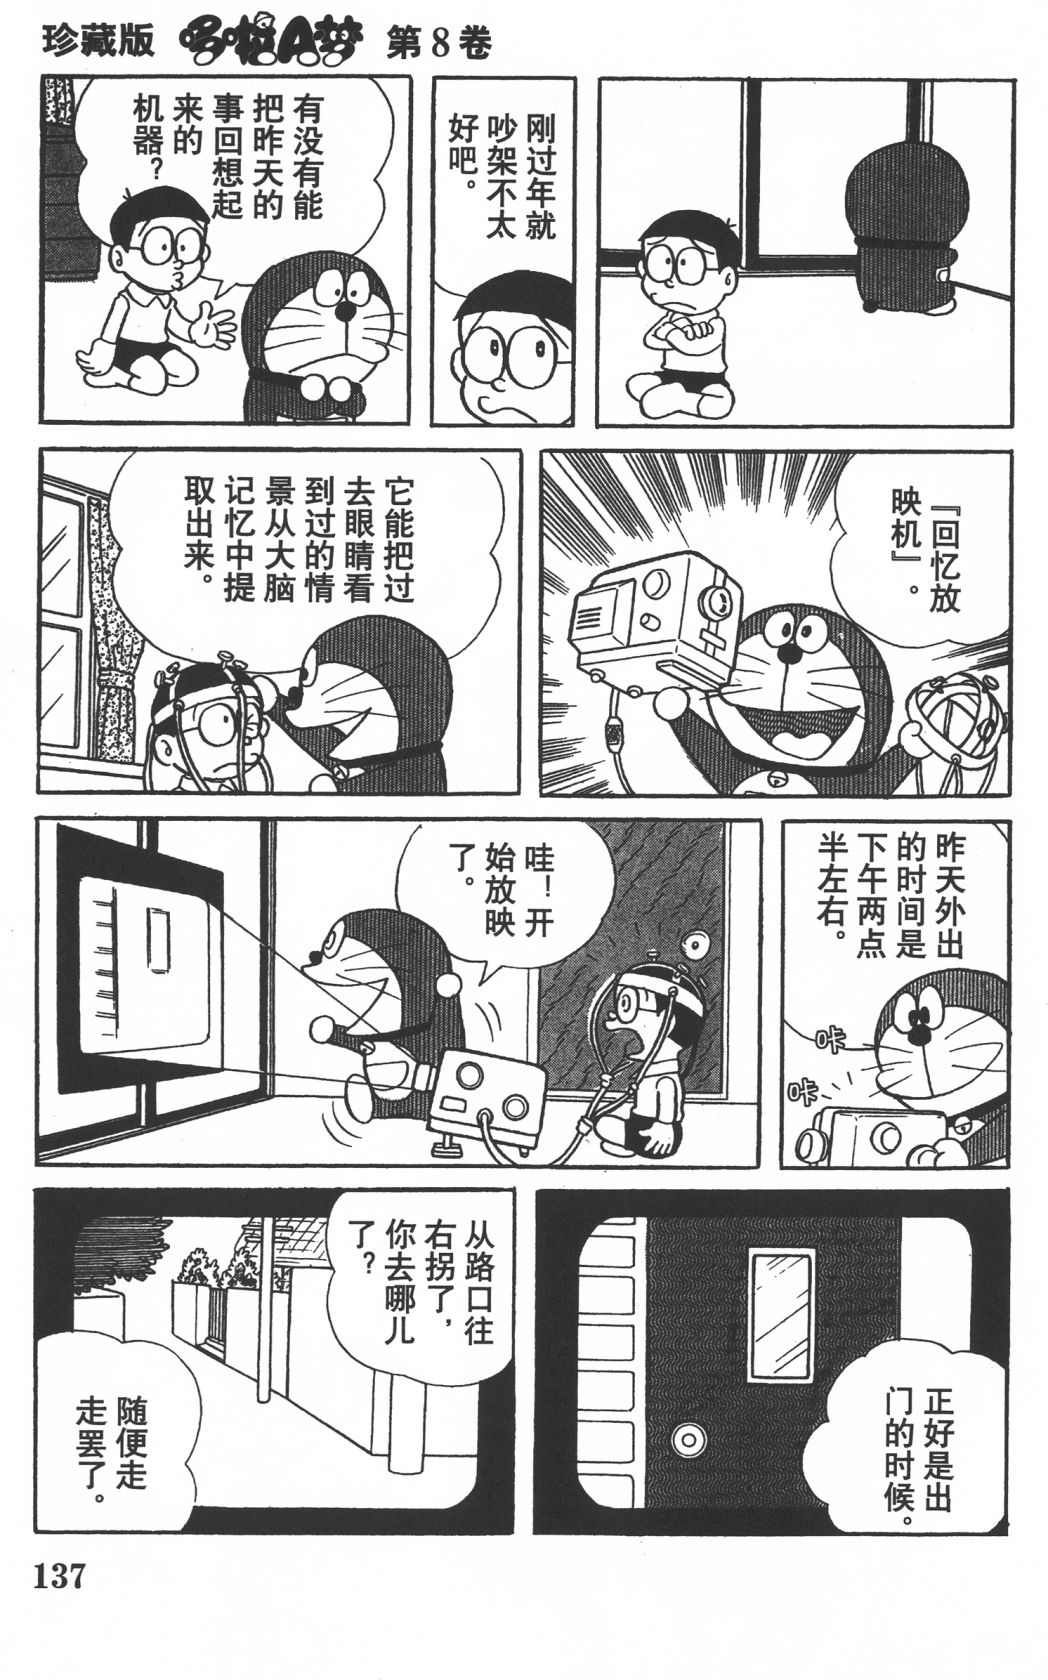 珍藏版 哆啦A梦 第8卷
刚过年就
吵架不太
好吧。
有没有能
把昨天的
事回想起
来的
机器？
『回忆放
映机』。
它能把过
去眼睛看
到过的情
景从大脑
记忆中提
取出来。
昨天外出
的时间是
下午两点
半左右。
咔
咔
哇！开
始放映
了。
正好是出
门的时候。
从路口往
右拐了，
你去哪儿
了？
随便走
走罢了。
137